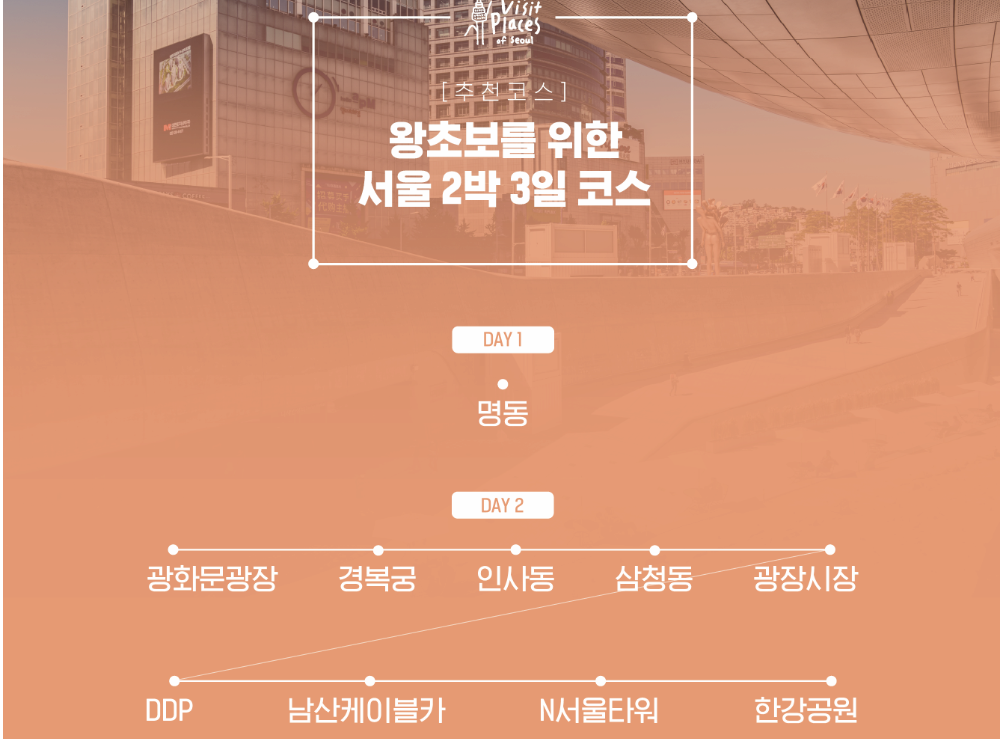 Visit
Places
of Seoul
[추천코스]
왕초보를 위한
서울 2박 3일 코스
DAY 1
명동
DAY 2
광화문광장 경복궁 인사동 삼청동 광장시장
DDP 남산케이블카 N서울타워 한강공원